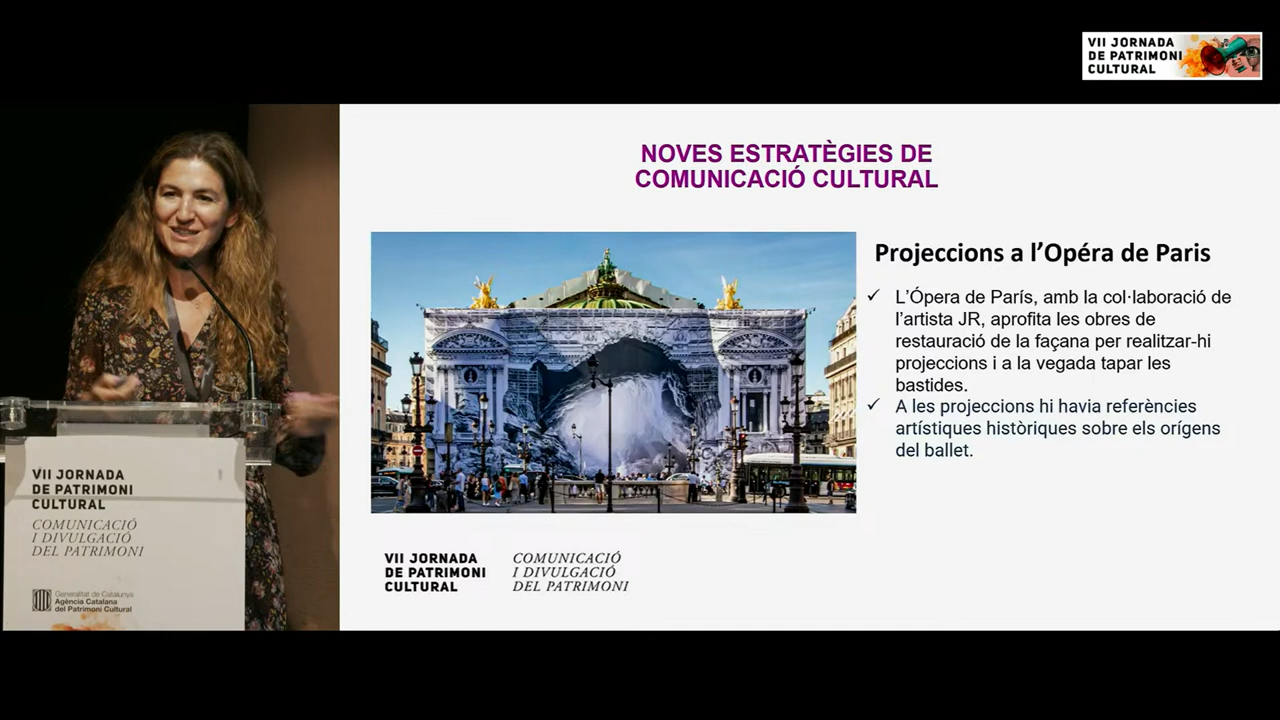 VII JORNADA
DE PATRIMONI
CULTURAL
NOVES ESTRATÈGIES DE
COMUNICACIÓ CULTURAL
Projeccions a l’Opéra de Paris
✓ L’Ópera de París, amb la col·laboració de
l’artista JR, aprofita les obres de
restauració de la façana per realitzar-hi
projeccions i a la vegada tapar les
bastides.
✓ A les projeccions hi havia referències
artístiques històriques sobre els orígens
del ballet.
VII JORNADA
DE PATRIMONI
CULTURAL
COMUNICACIÓ
I DIVULGACIÓ
DEL PATRIMONI
VII JORNADA
DE PATRIMONI
CULTURAL
COMUNICACIÓ
I DIVULGACIÓ
DEL PATRIMONI
Generalitat de Catalunya
Agència Catalana
del Patrimoni Cultural